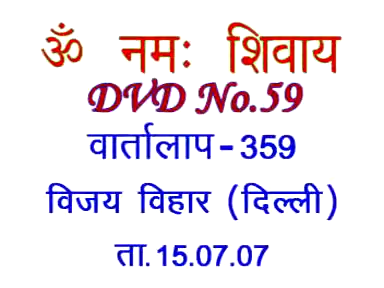 ॐ नमः शिवाय
DVD No.59
वार्तालाप-359
विजय विहार (दिल्ली)
ता.15.07.07